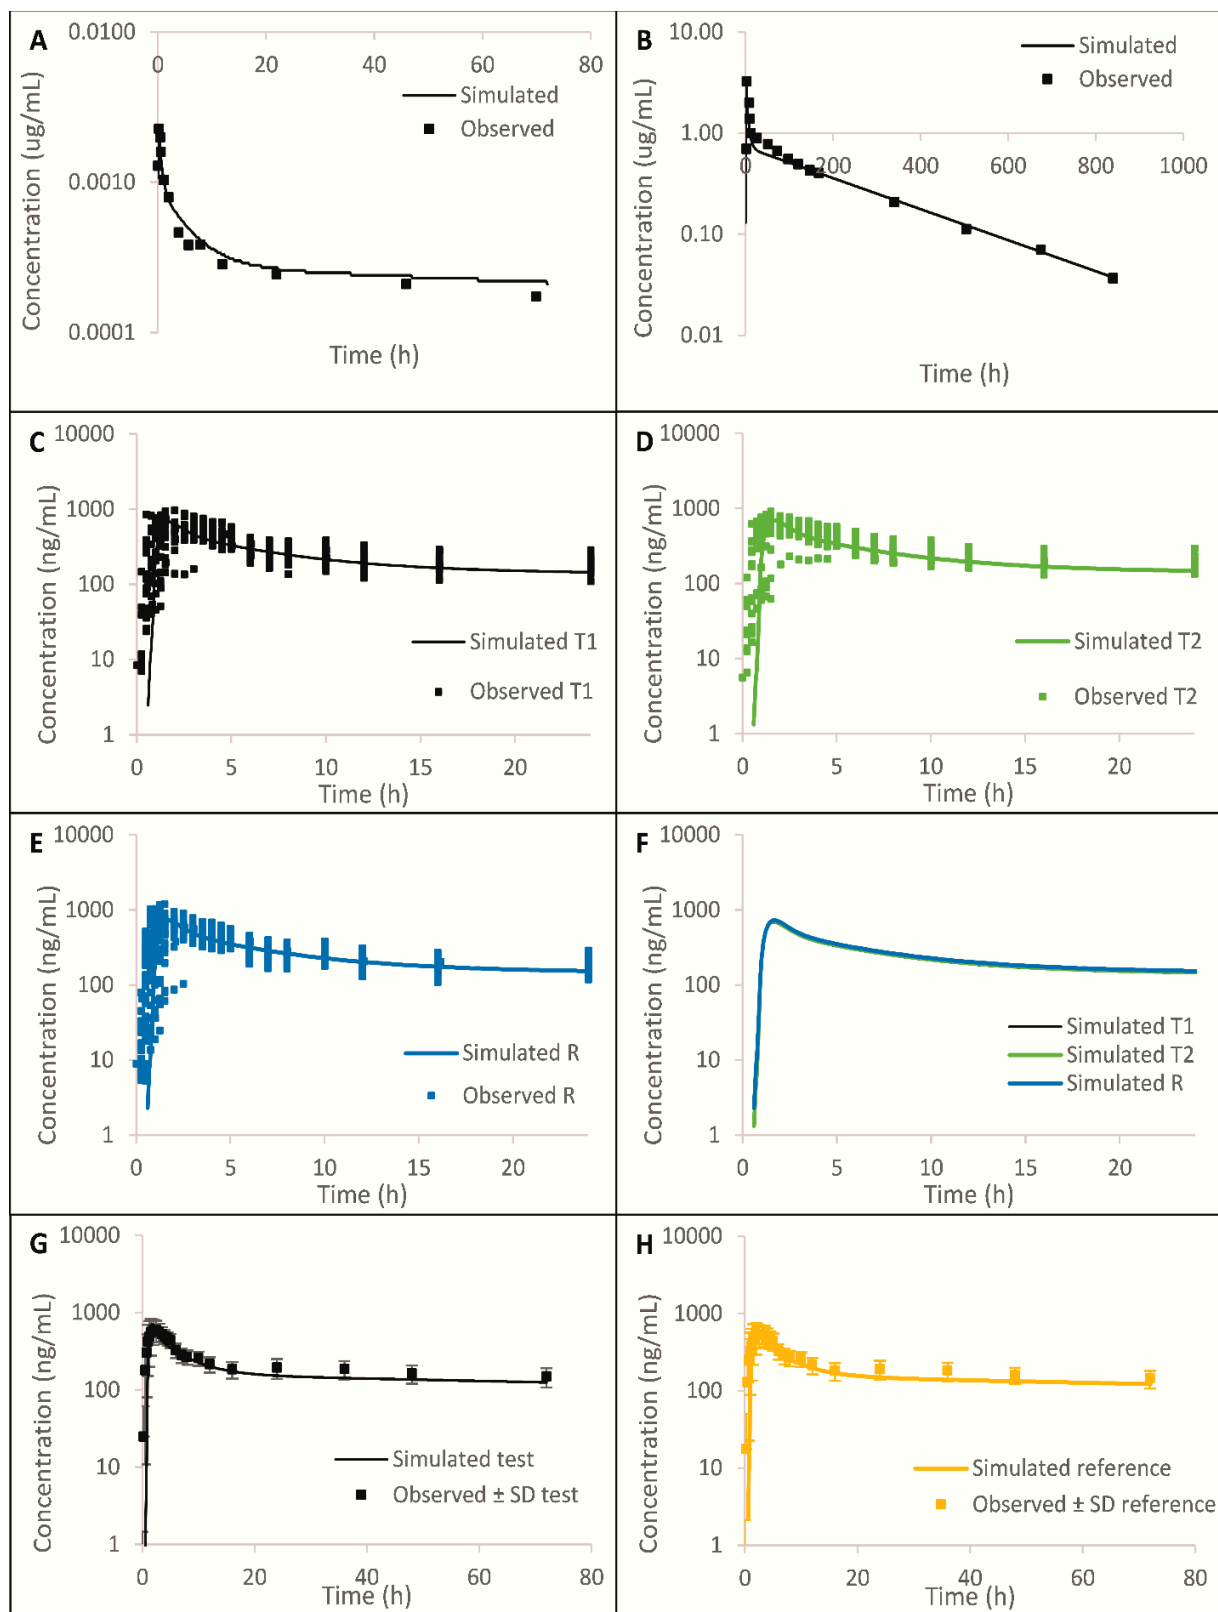 A
0.0100
0.0010
0.0001
Concentration (ug/mL)
0 20 40 60 80
Simulated
Observed
Time (h)
B
10.00
1.00
0.10
0.01
Concentration (ug/mL)
0 200 400 600 800 1000
Simulated
Observed
Time (h)
C
10000
1000
100
10
1
Concentration (ng/mL)
Simulated T1
Observed T1
0 5 10 15 20
Time (h)
D
10000
1000
100
10
1
Concentration (ng/mL)
Simulated T2
Observed T2
0 5 10 15 20
Time (h)
E
10000
1000
100
10
1
Concentration (ng/mL)
Simulated R
Observed R
0 5 10 15 20
Time (h)
F
10000
1000
100
10
1
Concentration (ng/mL)
Simulated T1
Simulated T2
Simulated R
0 5 10 15 20
Time (h)
G
10000
1000
100
10
1
Concentration (ng/mL)
Simulated test
Observed ± SD test
0 20 40 60 80
Time (h)
H
10000
1000
100
10
1
Concentration (ng/mL)
Simulated reference
Observed ± SD reference
0 20 40 60 80
Time (h)